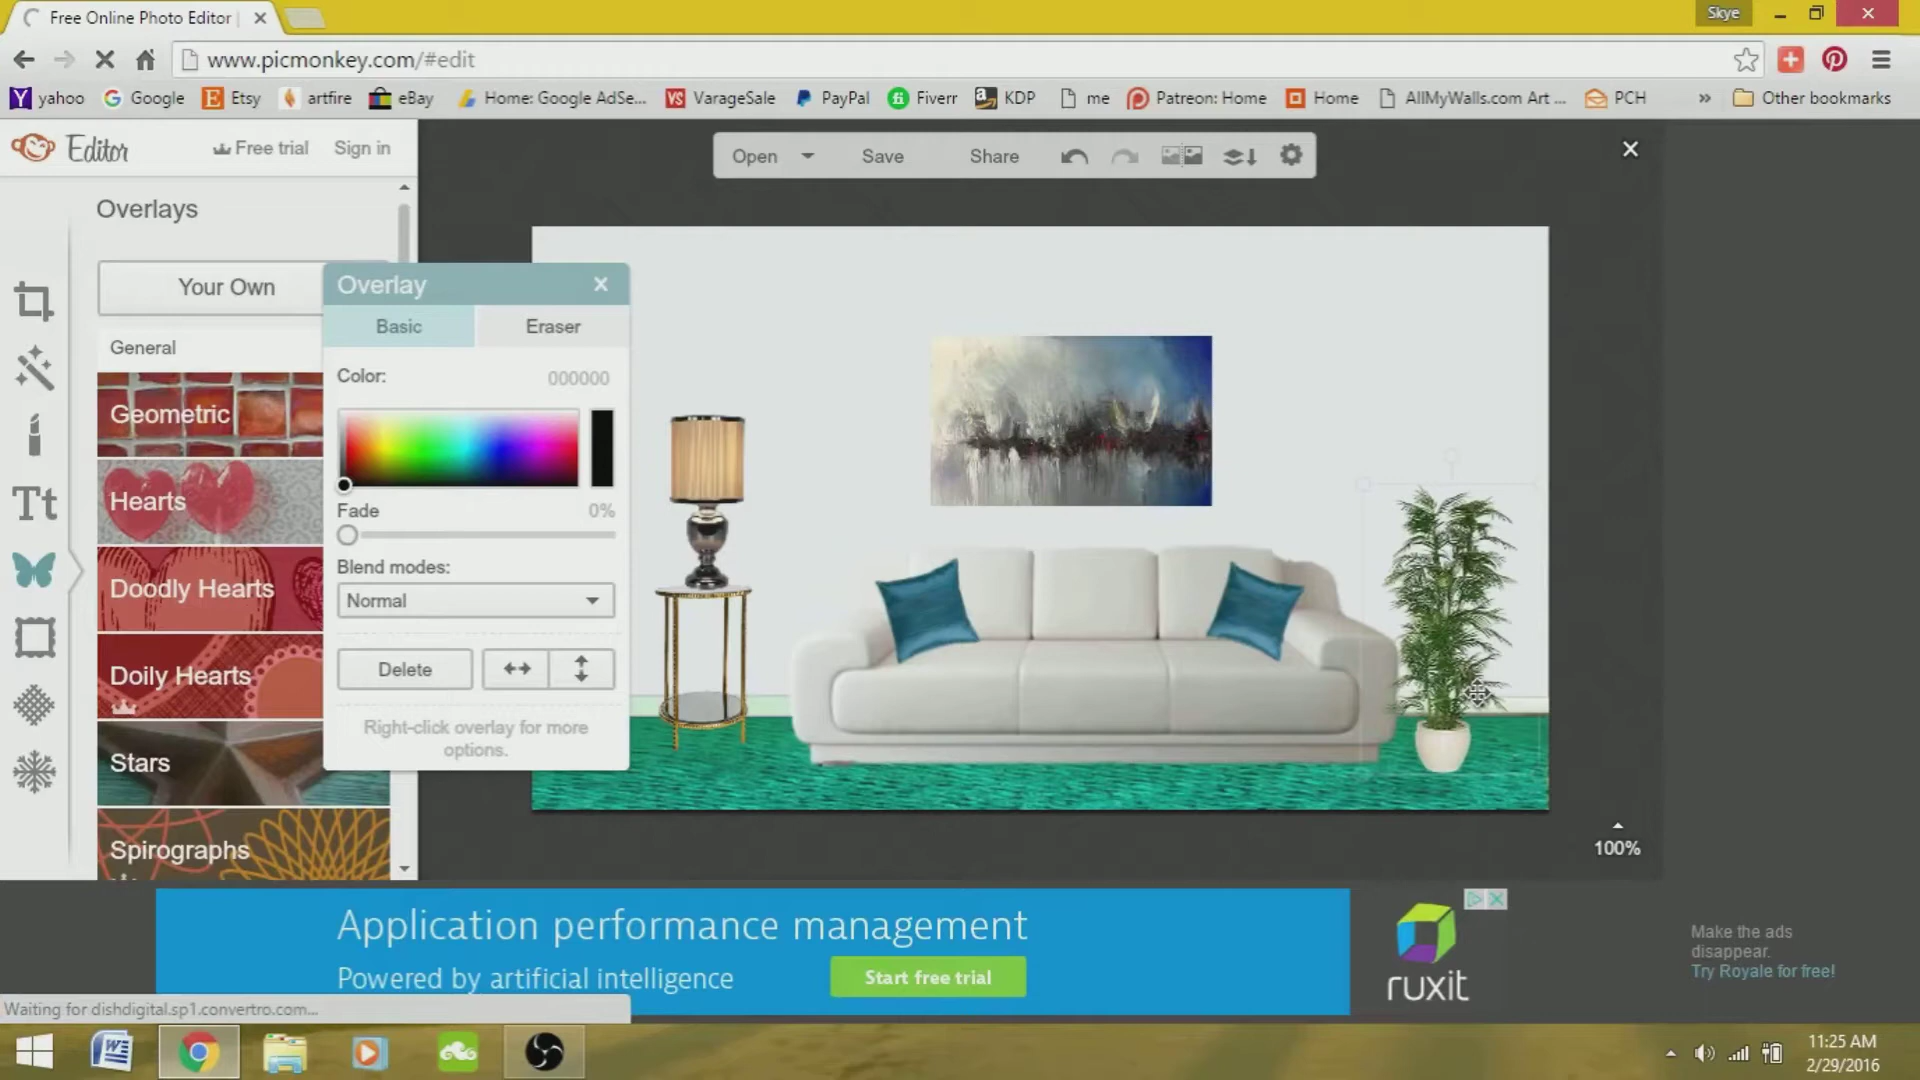 Free Online Photo Editor
Skye
www.picmonkey.com/#edit
yahoo
Google
Etsy
artfire
eBay
Home: Google AdSe...
VS
VarageSale
PayPal
fi
Fiverr
KDP
me
Patreon: Home
Home
AllMyWalls.com Art ...
PCH
»
Other bookmarks
Editor
Free trial
Sign in
Open
Save
Share
Overlays
Your Own
General
Geometric
Hearts
Doodly Hearts
Doily Hearts
Stars
Spirographs
Tt
Overlay
Basic
Eraser
Color:
000000
Fade
0%
Blend modes:
Normal
Delete
Right-click overlay for more
options.
100%
Application performance management
Powered by artificial intelligence
Start free trial
ruxit
Make the ads
disappear.
Try Royale for free!
Waiting for dishdigital.sp1.convertro.com...
11:25 AM
2/29/2016